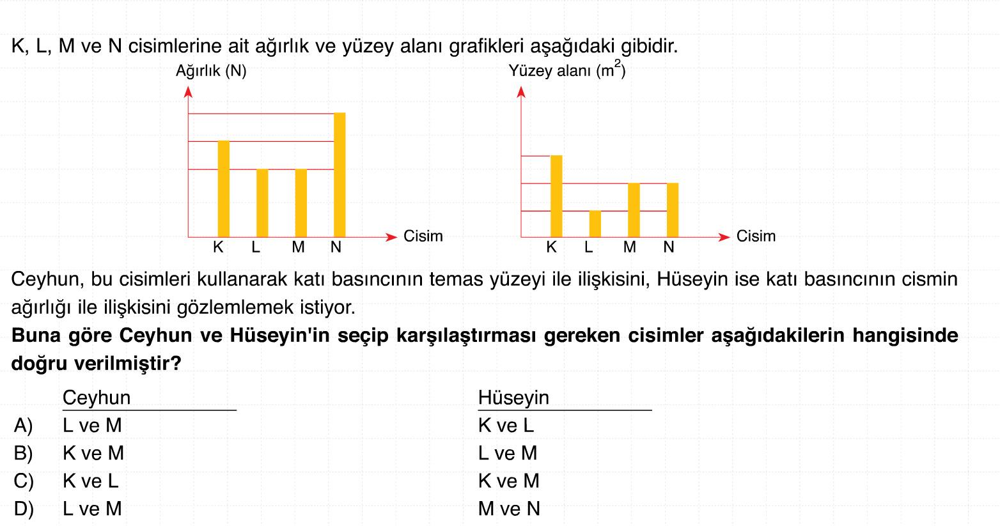 K, L, M ve N cisimlerine ait ağırlık ve yüzey alanı grafikleri aşağıdaki gibidir.
Ağırlık (N)
K L M N Cisim
Yüzey alanı (m²)
K L M N Cisim
Ceyhun, bu cisimleri kullanarak katı basıncının temas yüzeyi ile ilişkisini, Hüseyin ise katı basıncının cismin
ağırlığı ile ilişkisini gözlemlemek istiyor.
Buna göre Ceyhun ve Hüseyin'in seçip karşılaştırması gereken cisimler aşağıdakilerin hangisinde
doğru verilmiştir?
Ceyhun Hüseyin
A) L ve M K ve L
B) K ve M L ve M
C) K ve L K ve M
D) L ve M M ve N